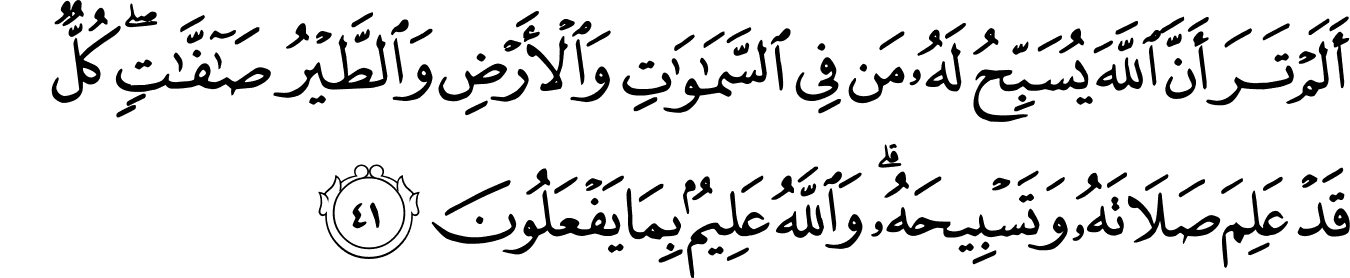 أَلَمۡ تَرَ أَنَّ ٱللَّهَ يُسَبِّحُ لَهُۥ مَن فِي ٱلسَّمَٰوَٰتِ وَٱلۡأَرۡضِ وَٱلطَّيۡرُ صَٰٓفَّٰتٖۖ كُلّٞ
قَدۡ عَلِمَ صَلَاتَهُۥ وَتَسۡبِيحَهُۥۗ وَٱللَّهُ عَلِيمُۢ بِمَا يَفۡعَلُونَ ٤١